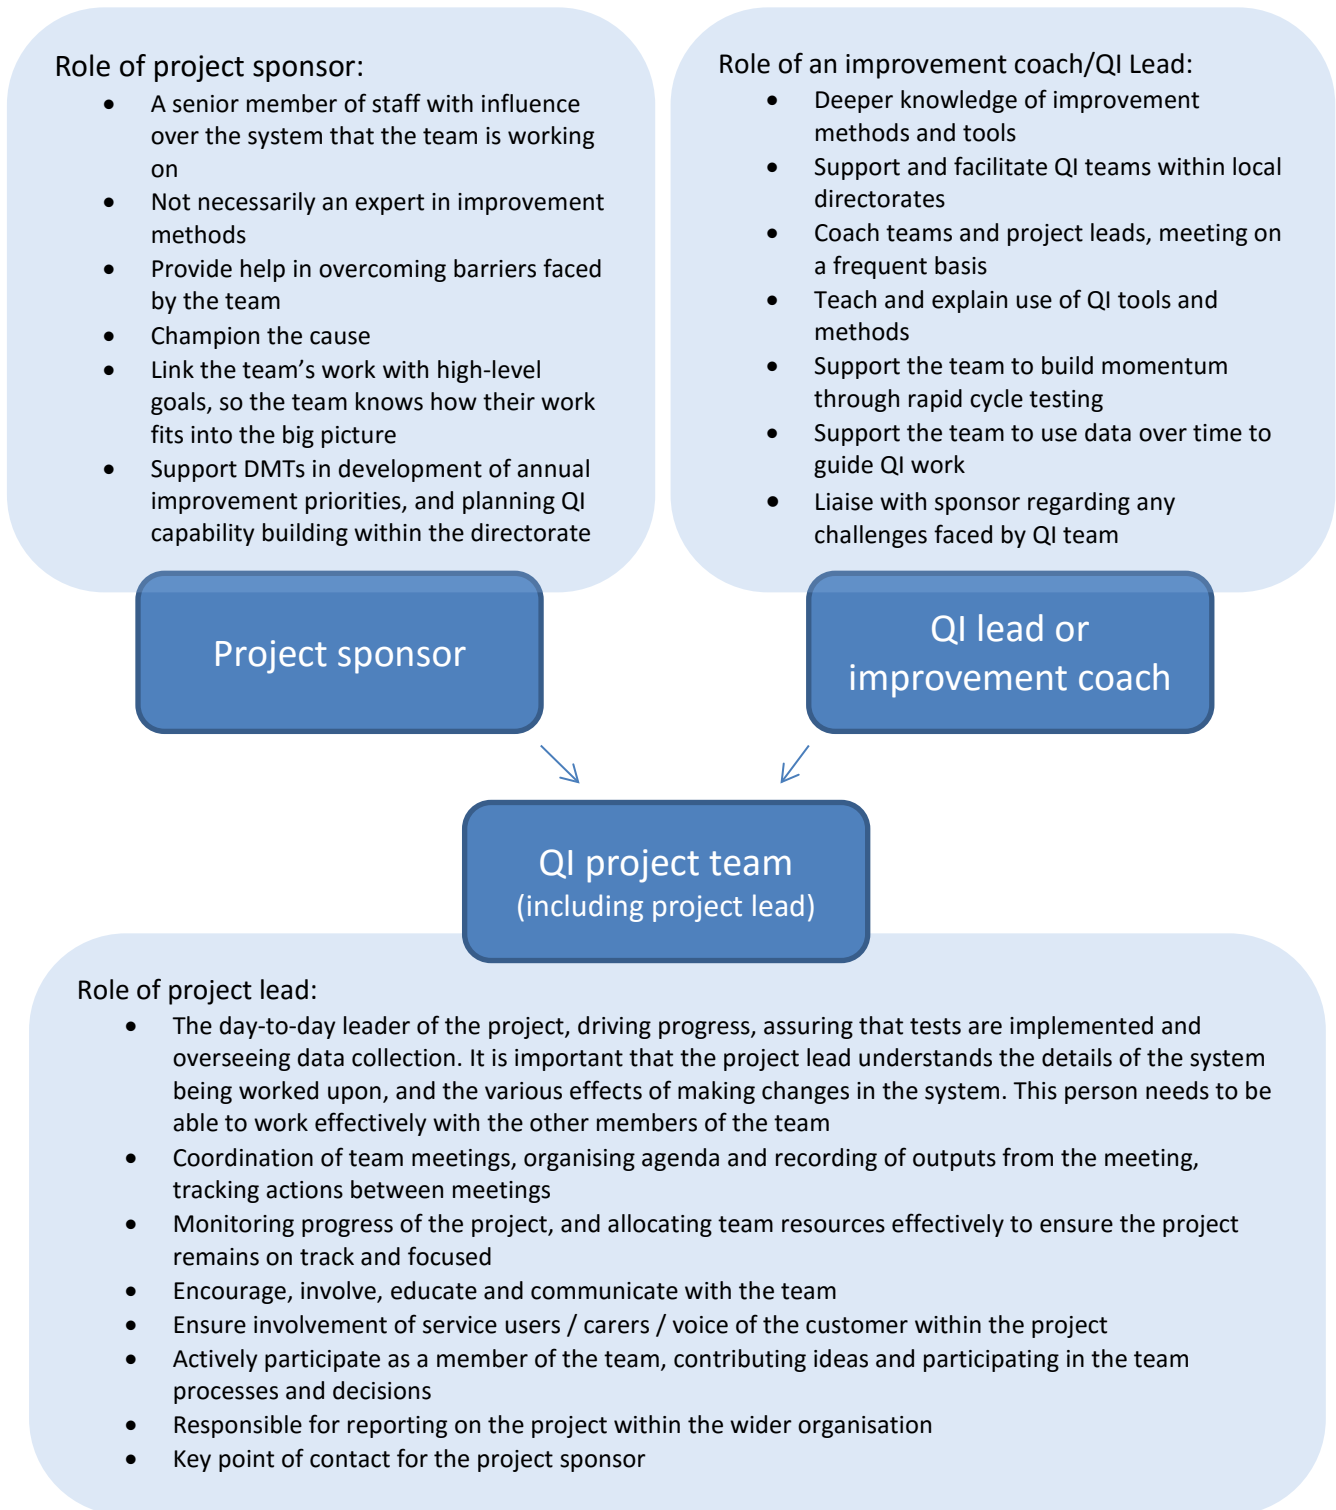 Role of project sponsor:
• A senior member of staff with influence
over the system that the team is working
on
• Not necessarily an expert in improvement
methods
• Provide help in overcoming barriers faced
by the team
• Champion the cause
• Link the team’s work with high-level
goals, so the team knows how their work
fits into the big picture
• Support DMTs in development of annual
improvement priorities, and planning QI
capability building within the directorate
Role of an improvement coach/QI Lead:
• Deeper knowledge of improvement
methods and tools
• Support and facilitate QI teams within local
directorates
• Coach teams and project leads, meeting on
a frequent basis
• Teach and explain use of QI tools and
methods
• Support the team to build momentum
through rapid cycle testing
• Support the team to use data over time to
guide QI work
• Liaise with sponsor regarding any
challenges faced by QI team
Project sponsor
QI lead or
improvement coach
QI project team
(including project lead)
Role of project lead:
• The day-to-day leader of the project, driving progress, assuring that tests are implemented and
overseeing data collection. It is important that the project lead understands the details of the system
being worked upon, and the various effects of making changes in the system. This person needs to be
able to work effectively with the other members of the team
• Coordination of team meetings, organising agenda and recording of outputs from the meeting,
tracking actions between meetings
• Monitoring progress of the project, and allocating team resources effectively to ensure the project
remains on track and focused
• Encourage, involve, educate and communicate with the team
• Ensure involvement of service users / carers / voice of the customer within the project
• Actively participate as a member of the team, contributing ideas and participating in the team
processes and decisions
• Responsible for reporting on the project within the wider organisation
• Key point of contact for the project sponsor